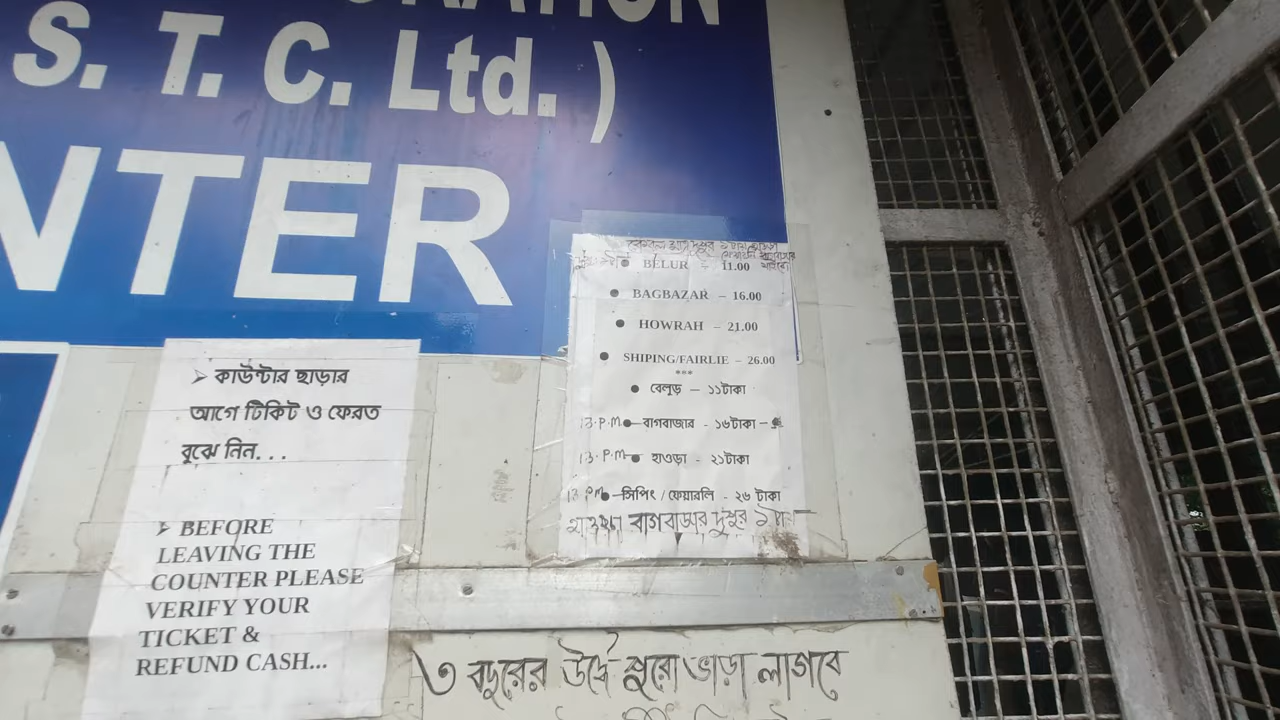 S. T. C. Ltd. )
NTER
● BELUR – 11.00
● BAGBAZAR – 16.00
● HOWRAH – 21.00
● SHIPING/FAIRLIE – 26.00
***
● বেলুড় – ১১টাকা
● বাগবাজার - ১৬টাকা
● হাওড়া - ২১টাকা
● সিপিং / ফেয়ারলি - ২৬ টাকা
বাগবাজার দুপুর ১
➢ কাউন্টার ছাড়ার
আগে টিকিট ও ফেরত
বুঝে নিন...
➢ BEFORE
LEAVING THE
COUNTER PLEASE
VERIFY YOUR
TICKET &
REFUND CASH...
৩ বছরের উর্দ্ধে পুরো ভাড়া লাগবে